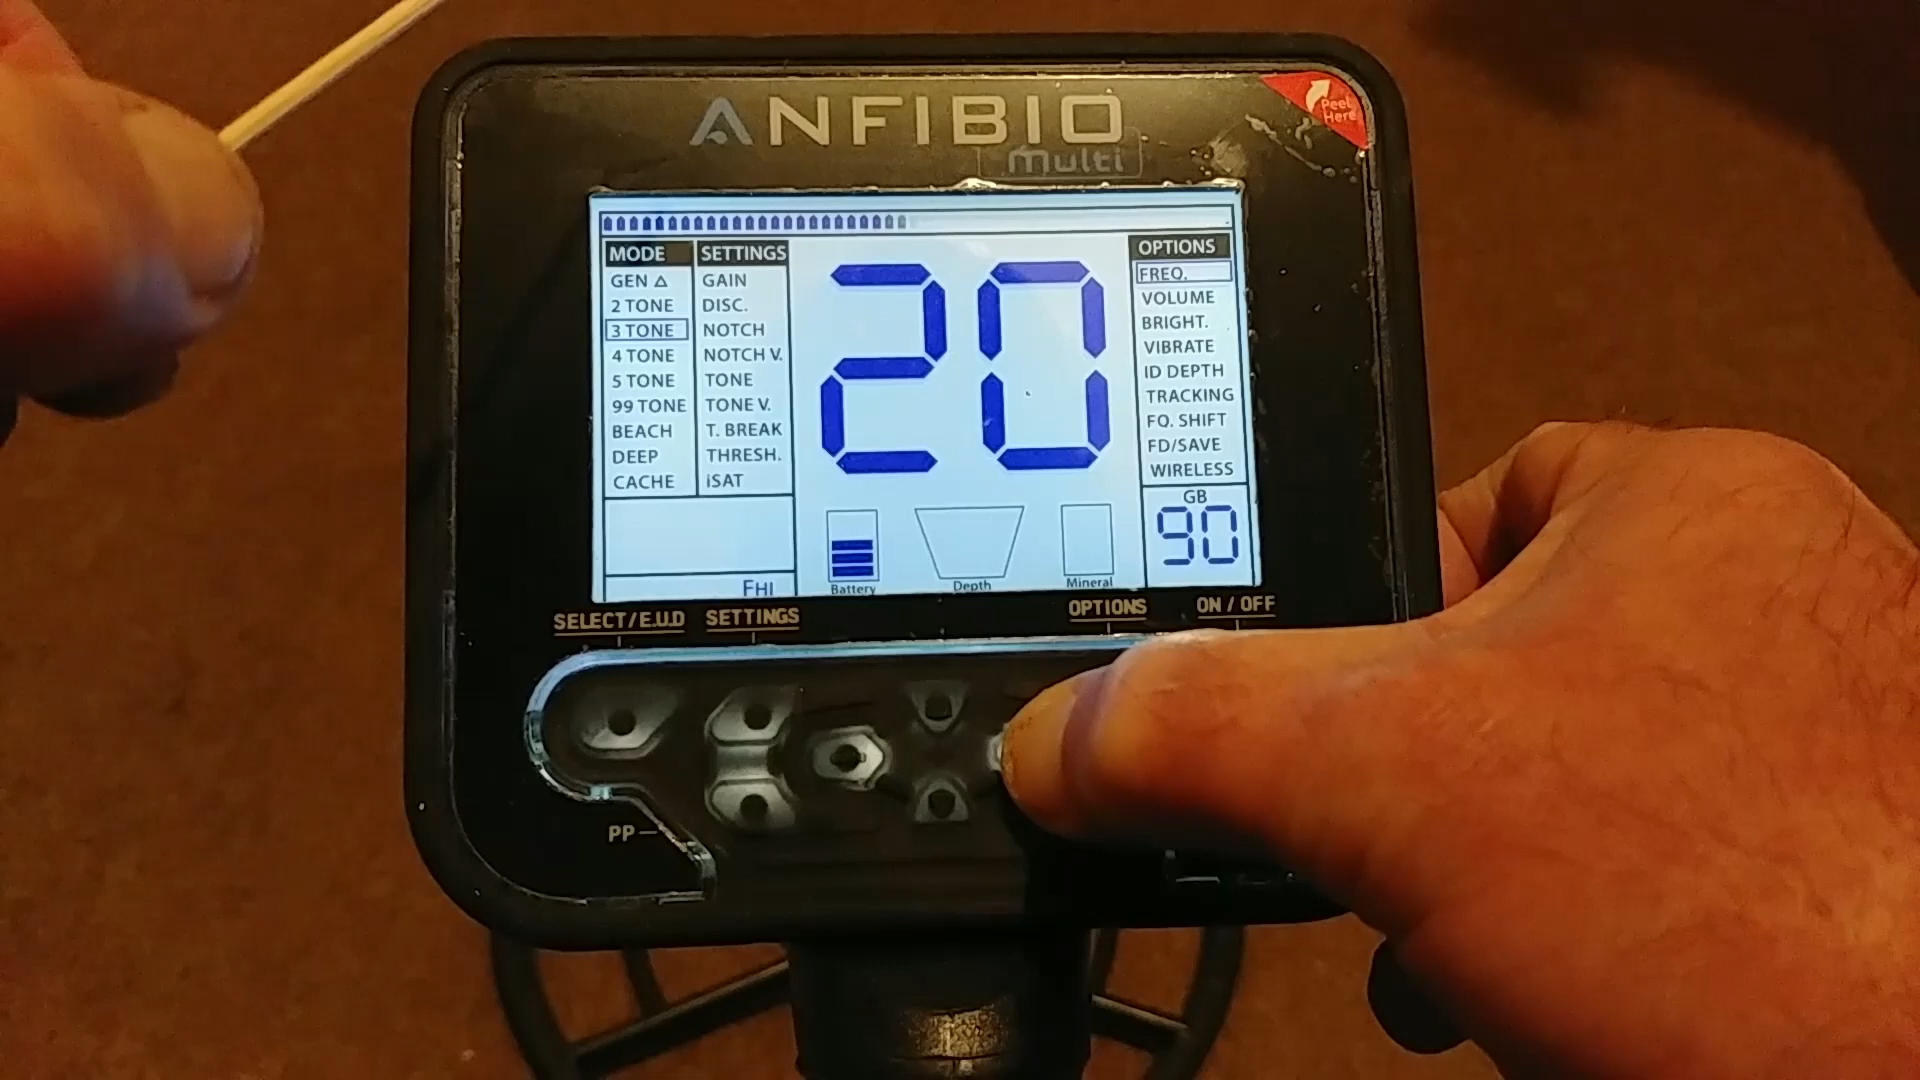 ANFIBIO
multi
Peel
Here
MODE
GEN
2 TONE
3 TONE
4 TONE
5 TONE
99 TONE
BEACH
DEEP
CACHE
SETTINGS
GAIN
DISC.
NOTCH
NOTCH V.
TONE
TONE V.
T. BREAK
THRESH.
iSAT
20
OPTIONS
FREQ.
VOLUME
BRIGHT.
VIBRATE
ID DEPTH
TRACKING
FQ. SHIFT
FD/SAVE
WIRELESS
GB
90
FHI
Battery
Depth
Mineral
SELECT/E.U.D
SETTINGS
OPTIONS
ON / OFF
PP